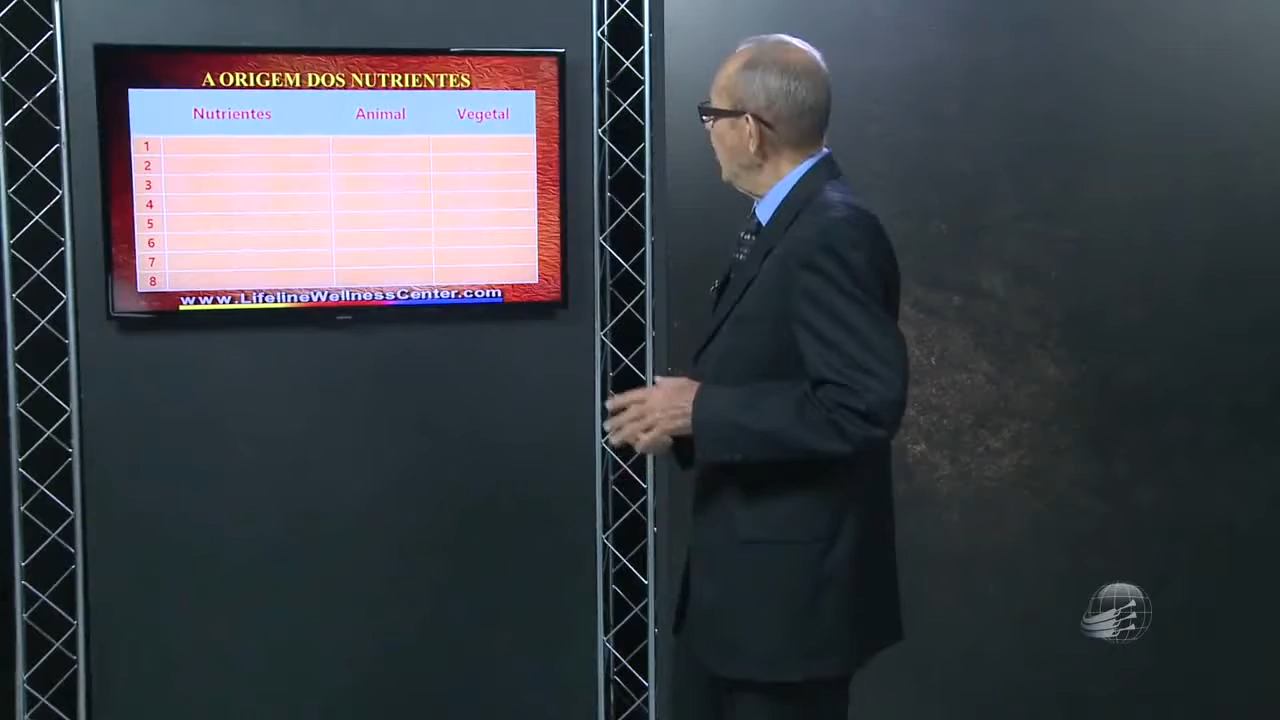 A ORIGEM DOS NUTRIENTES
Nutrientes Animal Vegetal
1
2
3
4
5
6
7
8
www.LifelineWellnessCenter.com